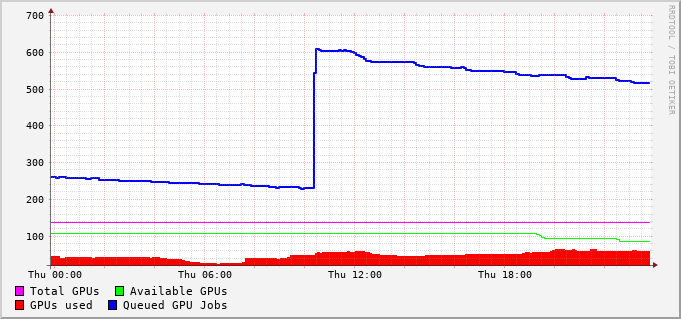 700
600
500
400
300
200
100
Thu 00:00 Thu 06:00 Thu 12:00 Thu 18:00
Total GPUs Available GPUs
GPUs used Queued GPU Jobs
RRDTOOL / TOBI OETIKER